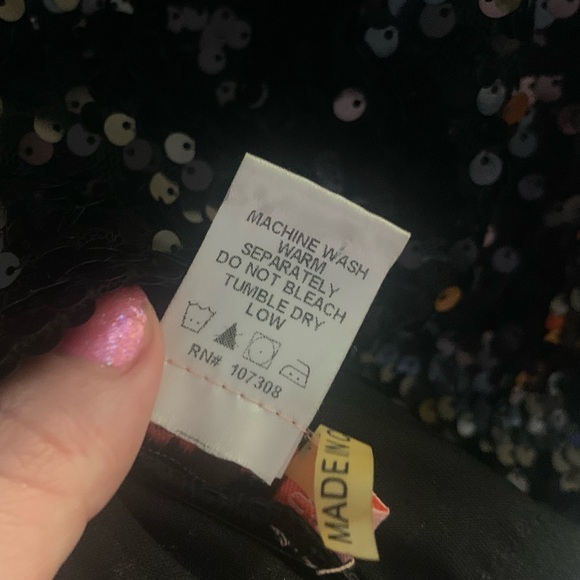 MACHINE WASH
WARM
SEPARATELY
DO NOT BLEACH
TUMBLE DRY
LOW
RN# 107308
MADE IN C